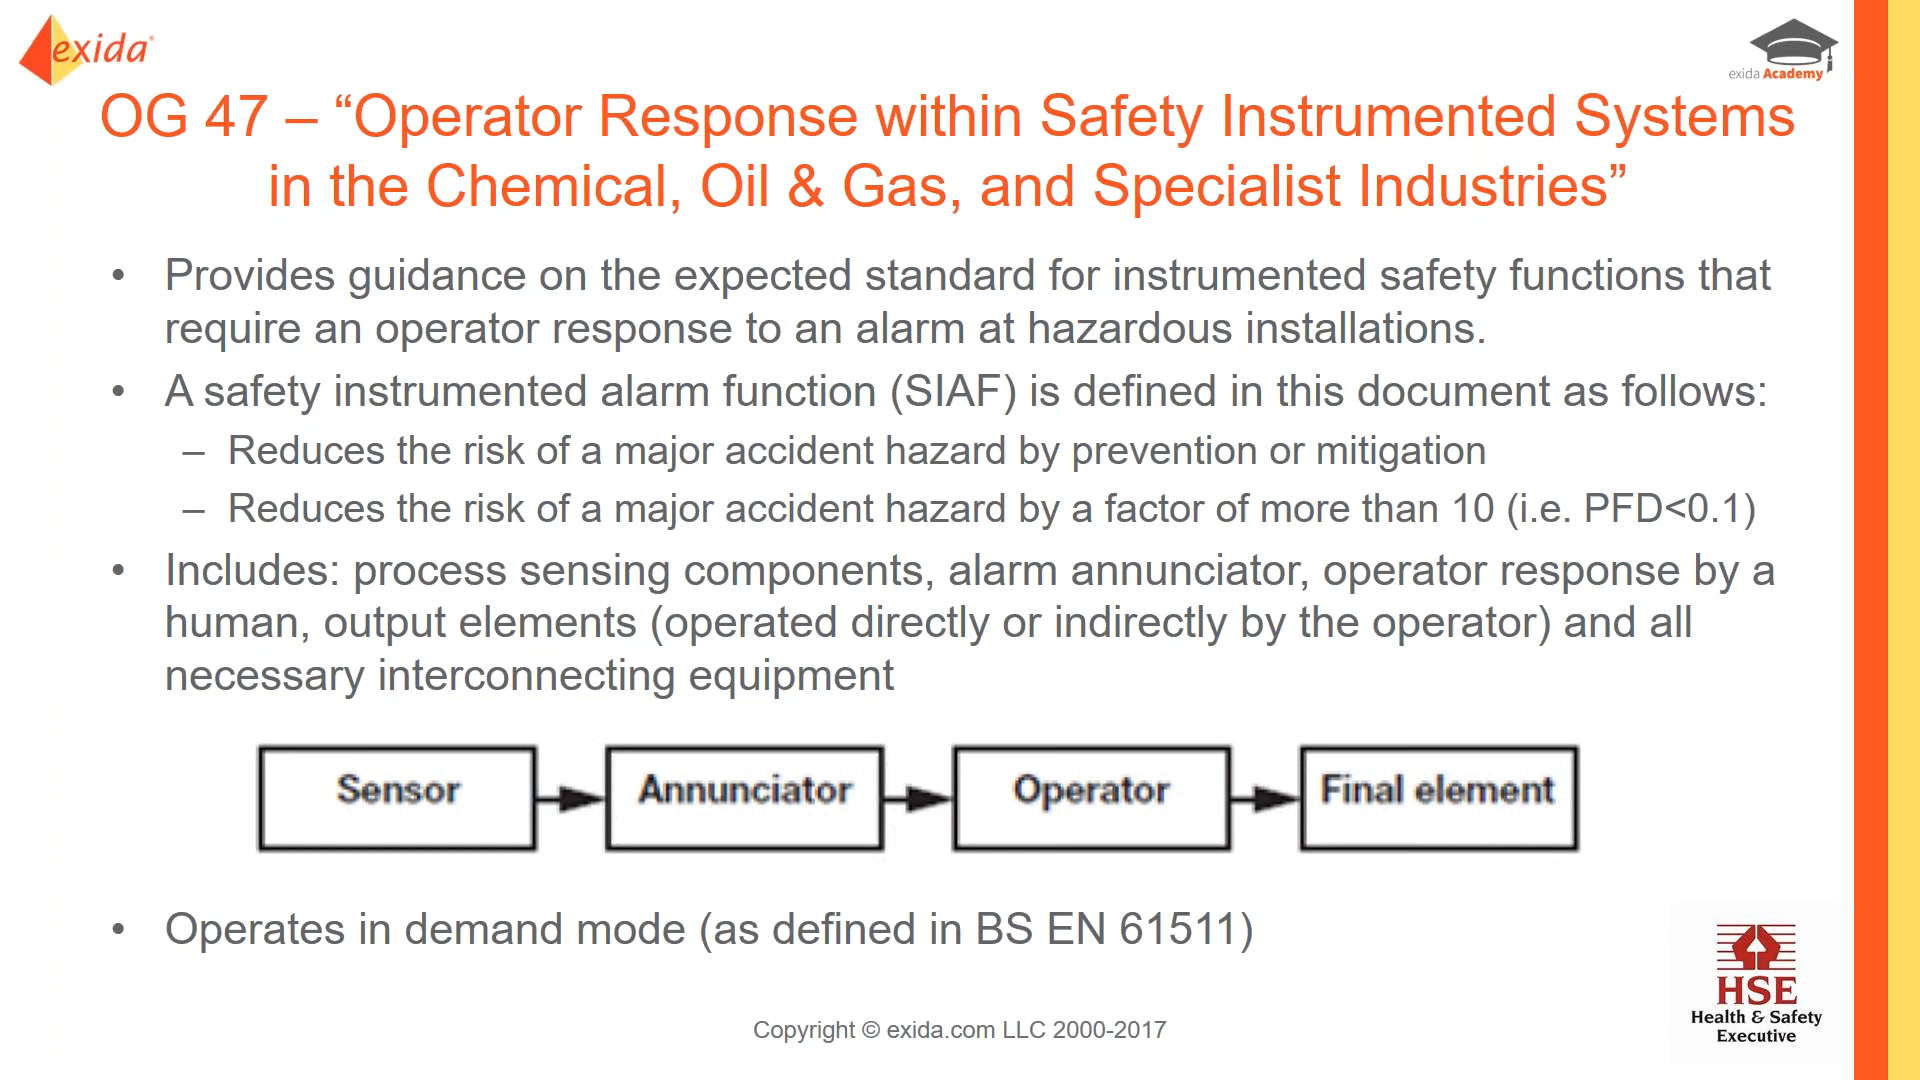 exida
exida Academy
OG 47 – “Operator Response within Safety Instrumented Systems
in the Chemical, Oil & Gas, and Specialist Industries”
• Provides guidance on the expected standard for instrumented safety functions that
require an operator response to an alarm at hazardous installations.
• A safety instrumented alarm function (SIAF) is defined in this document as follows:
– Reduces the risk of a major accident hazard by prevention or mitigation
– Reduces the risk of a major accident hazard by a factor of more than 10 (i.e. PFD<0.1)
• Includes: process sensing components, alarm annunciator, operator response by a
human, output elements (operated directly or indirectly by the operator) and all
necessary interconnecting equipment
Sensor
Annunciator
Operator
Final element
• Operates in demand mode (as defined in BS EN 61511)
HSE
Health & Safety
Executive
Copyright © exida.com LLC 2000-2017